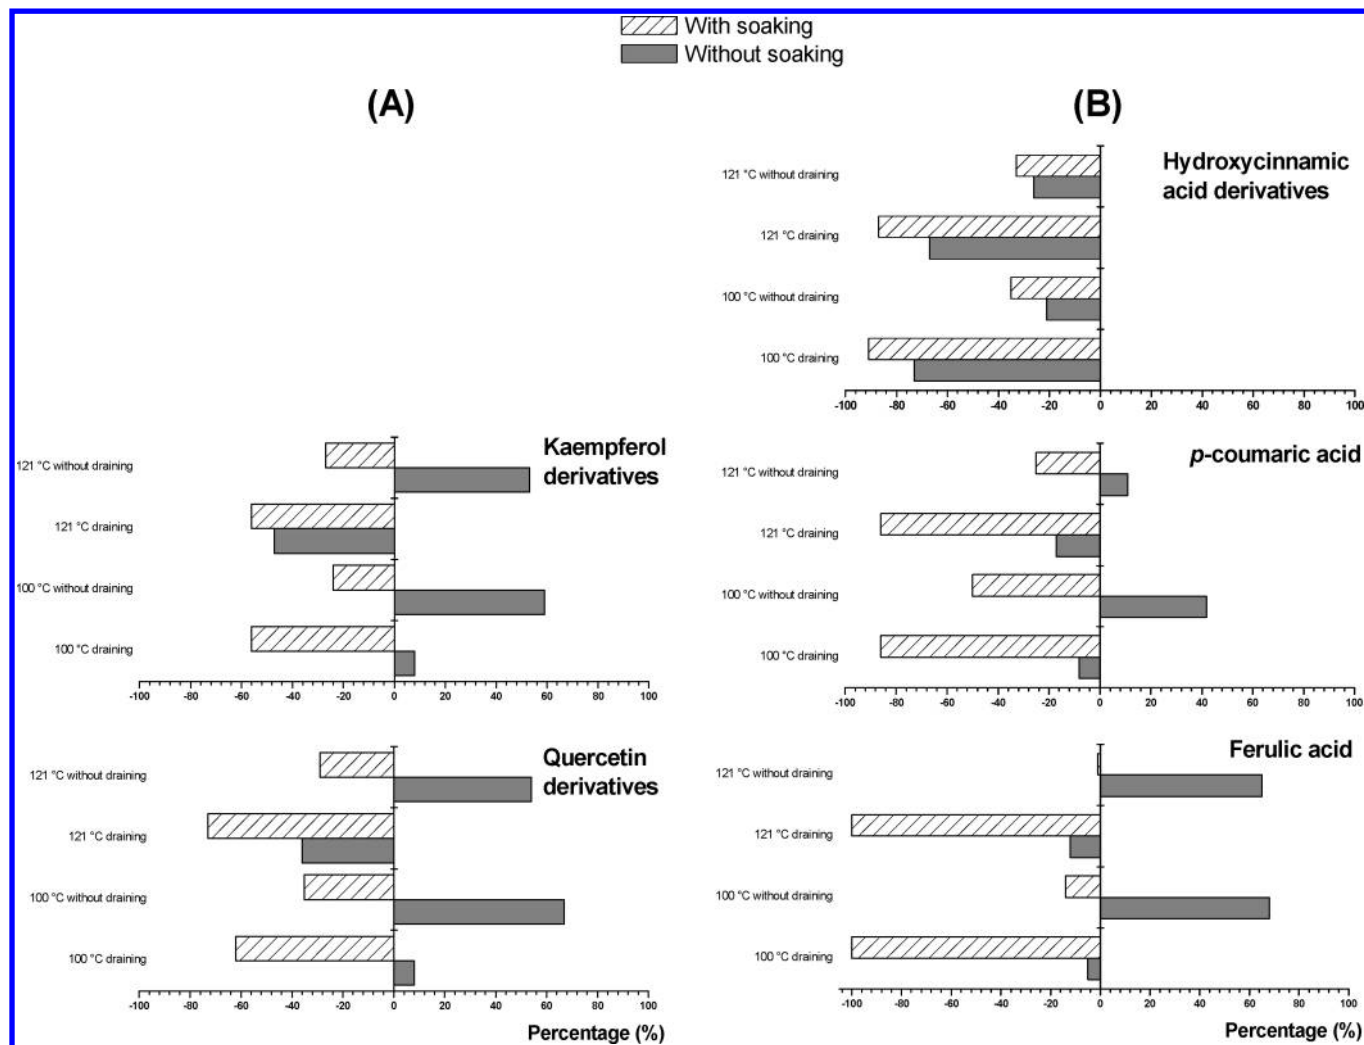 With soaking
Without soaking
(A)
(B)
Hydroxycinnamic
acid derivatives
121 °C without draining
121 °C draining
100 °C without draining
100 °C draining
-100 -80 -60 -40 -20 0 20 40 60 80 100
Kaempferol
derivatives
121 °C without draining
121 °C draining
100 °C without draining
100 °C draining
-100 -80 -60 -40 -20 0 20 40 60 80 100
p-coumaric acid
121 °C without draining
121 °C draining
100 °C without draining
100 °C draining
-100 -80 -60 -40 -20 0 20 40 60 80 100
Quercetin
derivatives
121 °C without draining
121 °C draining
100 °C without draining
100 °C draining
-100 -80 -60 -40 -20 0 20 40 60 80 100
Percentage (%)
Ferulic acid
121 °C without draining
121 °C draining
100 °C without draining
100 °C draining
-100 -80 -60 -40 -20 0 20 40 60 80 100
Percentage (%)